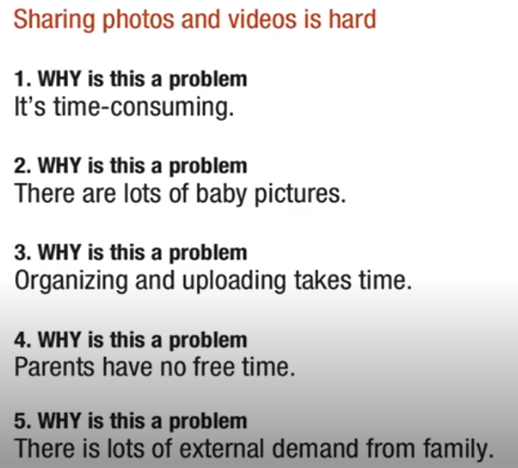 Sharing photos and videos is hard
1. WHY is this a problem
It's time-consuming.
2. WHY is this a problem
There are lots of baby pictures.
3. WHY is this a problem
Organizing and uploading takes time.
4. WHY is this a problem
Parents have no free time.
5. WHY is this a problem
There is lots of external demand from family.